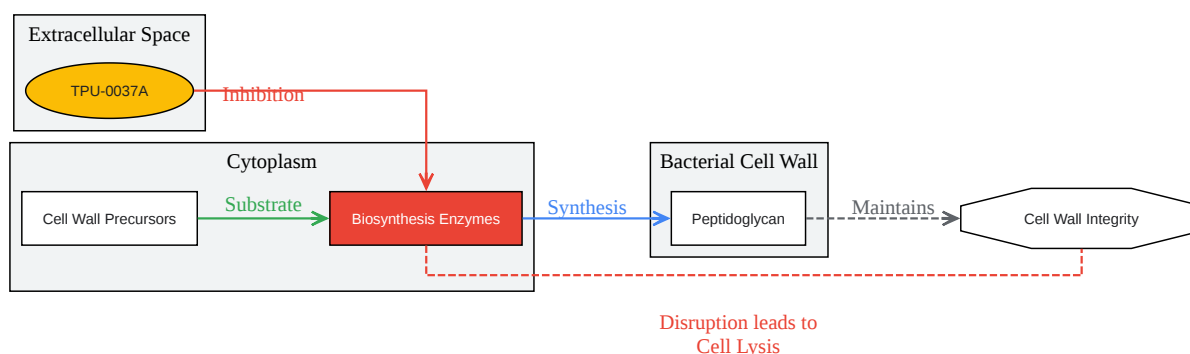 Extracellular Space
TPU-0037A
Inhibition
Cytoplasm
Cell Wall Precursors
Substrate
Biosynthesis Enzymes
Synthesis
Bacterial Cell Wall
Peptidoglycan
Maintains
Cell Wall Integrity
Disruption leads to
Cell Lysis